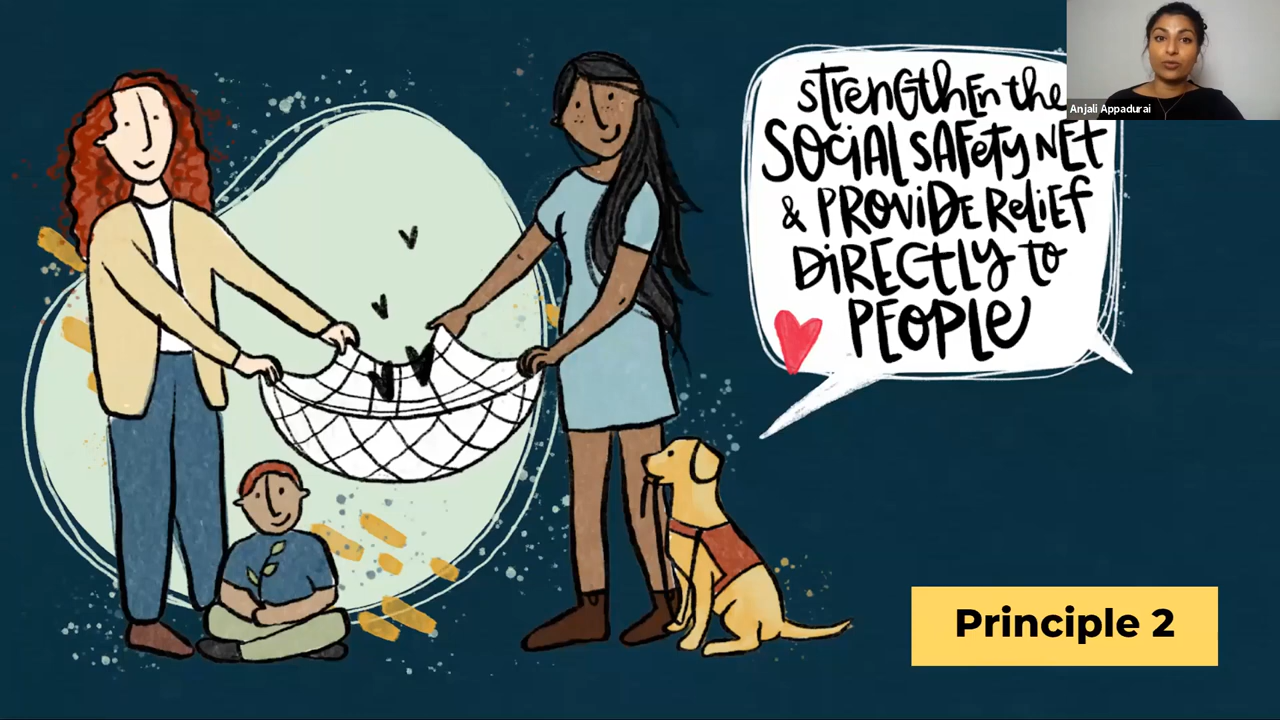 Strengthen the
SOCiAL SAFety NET
& PROViDE ReliEF
DiRECtLy to
PEOplE
Anjali Appadurai
Principle 2